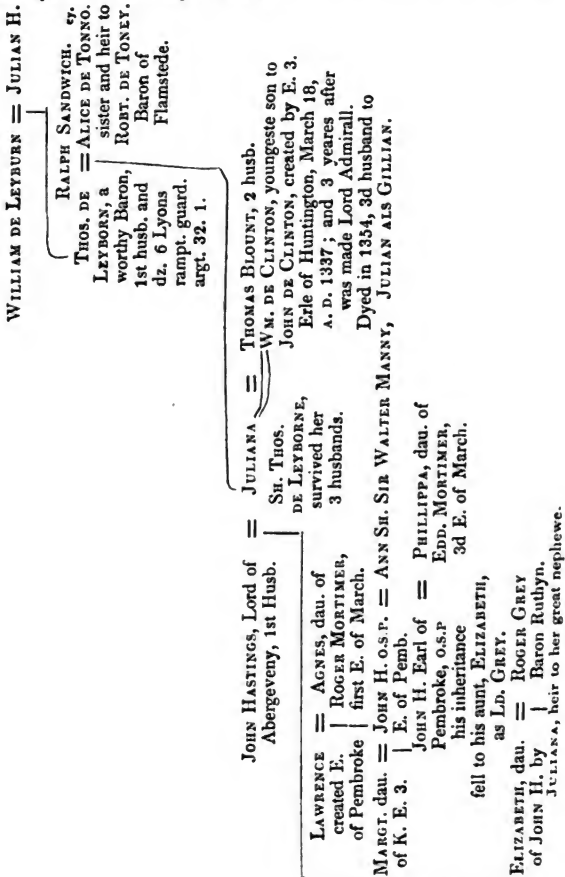 WILLIAM DE LEYBURN = JULIAN H.
RALPH SANDWICH. ey.
THOS. DE = ALICE DE TONNO.
LEYBORN, a sister and heir to
worthy Baron, ROBT. DE TONEY.
1st husb. and Baron of
dz. 6 Lyons Flamstede.
rampt. guard.
argt. 32. 1.
JOHN HASTINGS, Lord of = JULIANA = THOMAS BLOUNT, 2 husb.
Abergeveny, 1st Husb.
SH. THOS.
DE LEYBORNE,
survived her
3 husbands.
WM. DE CLINTON, youngeste son to
JOHN DE CLINTON, created by E. 3.
Erle of Huntington, March 18,
A. D. 1337; and 3 yeares after
was made Lord Admirall.
Dyed in 1354, 3d husband to
JULIAN ALS GILLIAN.
LAWRENCE = AGNES, dau. of
created E. ROGER MORTIMER,
of Pembroke first E. of March.
MARGT. dau. = JOHN H. O.S.P. = ANN SH. SIR WALTER MANNY,
of K. E. 3. E. of Pemb.
JOHN H. Earl of = PHILLIPPA, dau. of
Pembroke, o.s.p EDD. MORTIMER,
his inheritance 3d E. of March.
fell to his aunt, ELIZABETH,
as LD. GREY.
ELIZABETH, dau. = ROGER GREY
of JOHN H. by Baron Ruthyn.
JULIANA, heir to her great nephewe.